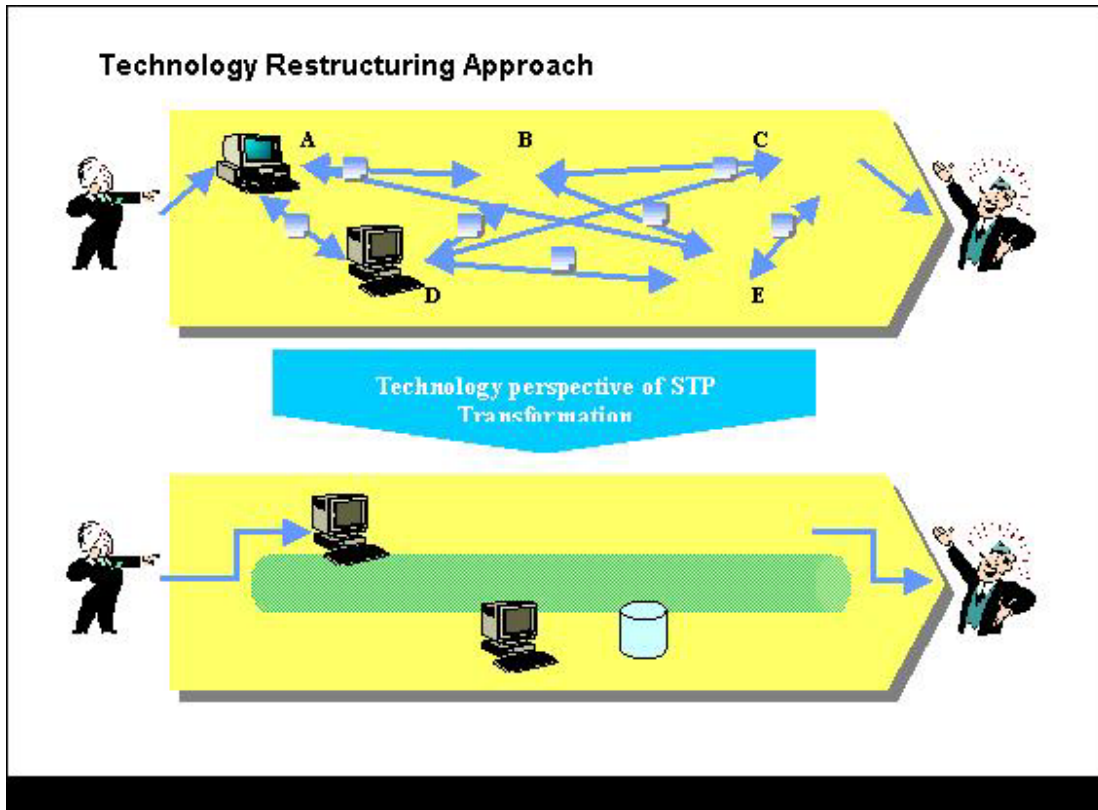 Technology Restructuring Approach
A
B
C
D
E
Technology perspective of STP
Transformation